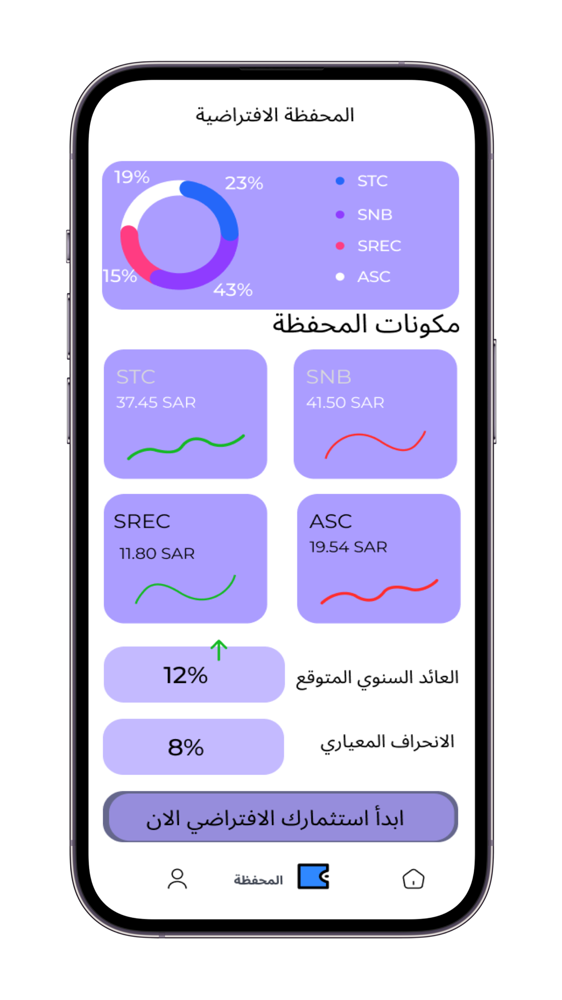 المحفظة الافتراضية
19%
23%
15%
43%
STC
SNB
SREC
ASC
مكونات المحفظة
STC
37.45 SAR
SNB
41.50 SAR
SREC
11.80 SAR
ASC
19.54 SAR
العائد السنوي المتوقع
12%
الانحراف المعياري
8%
ابدأ استثمارك الافتراضي الان
المحفظة